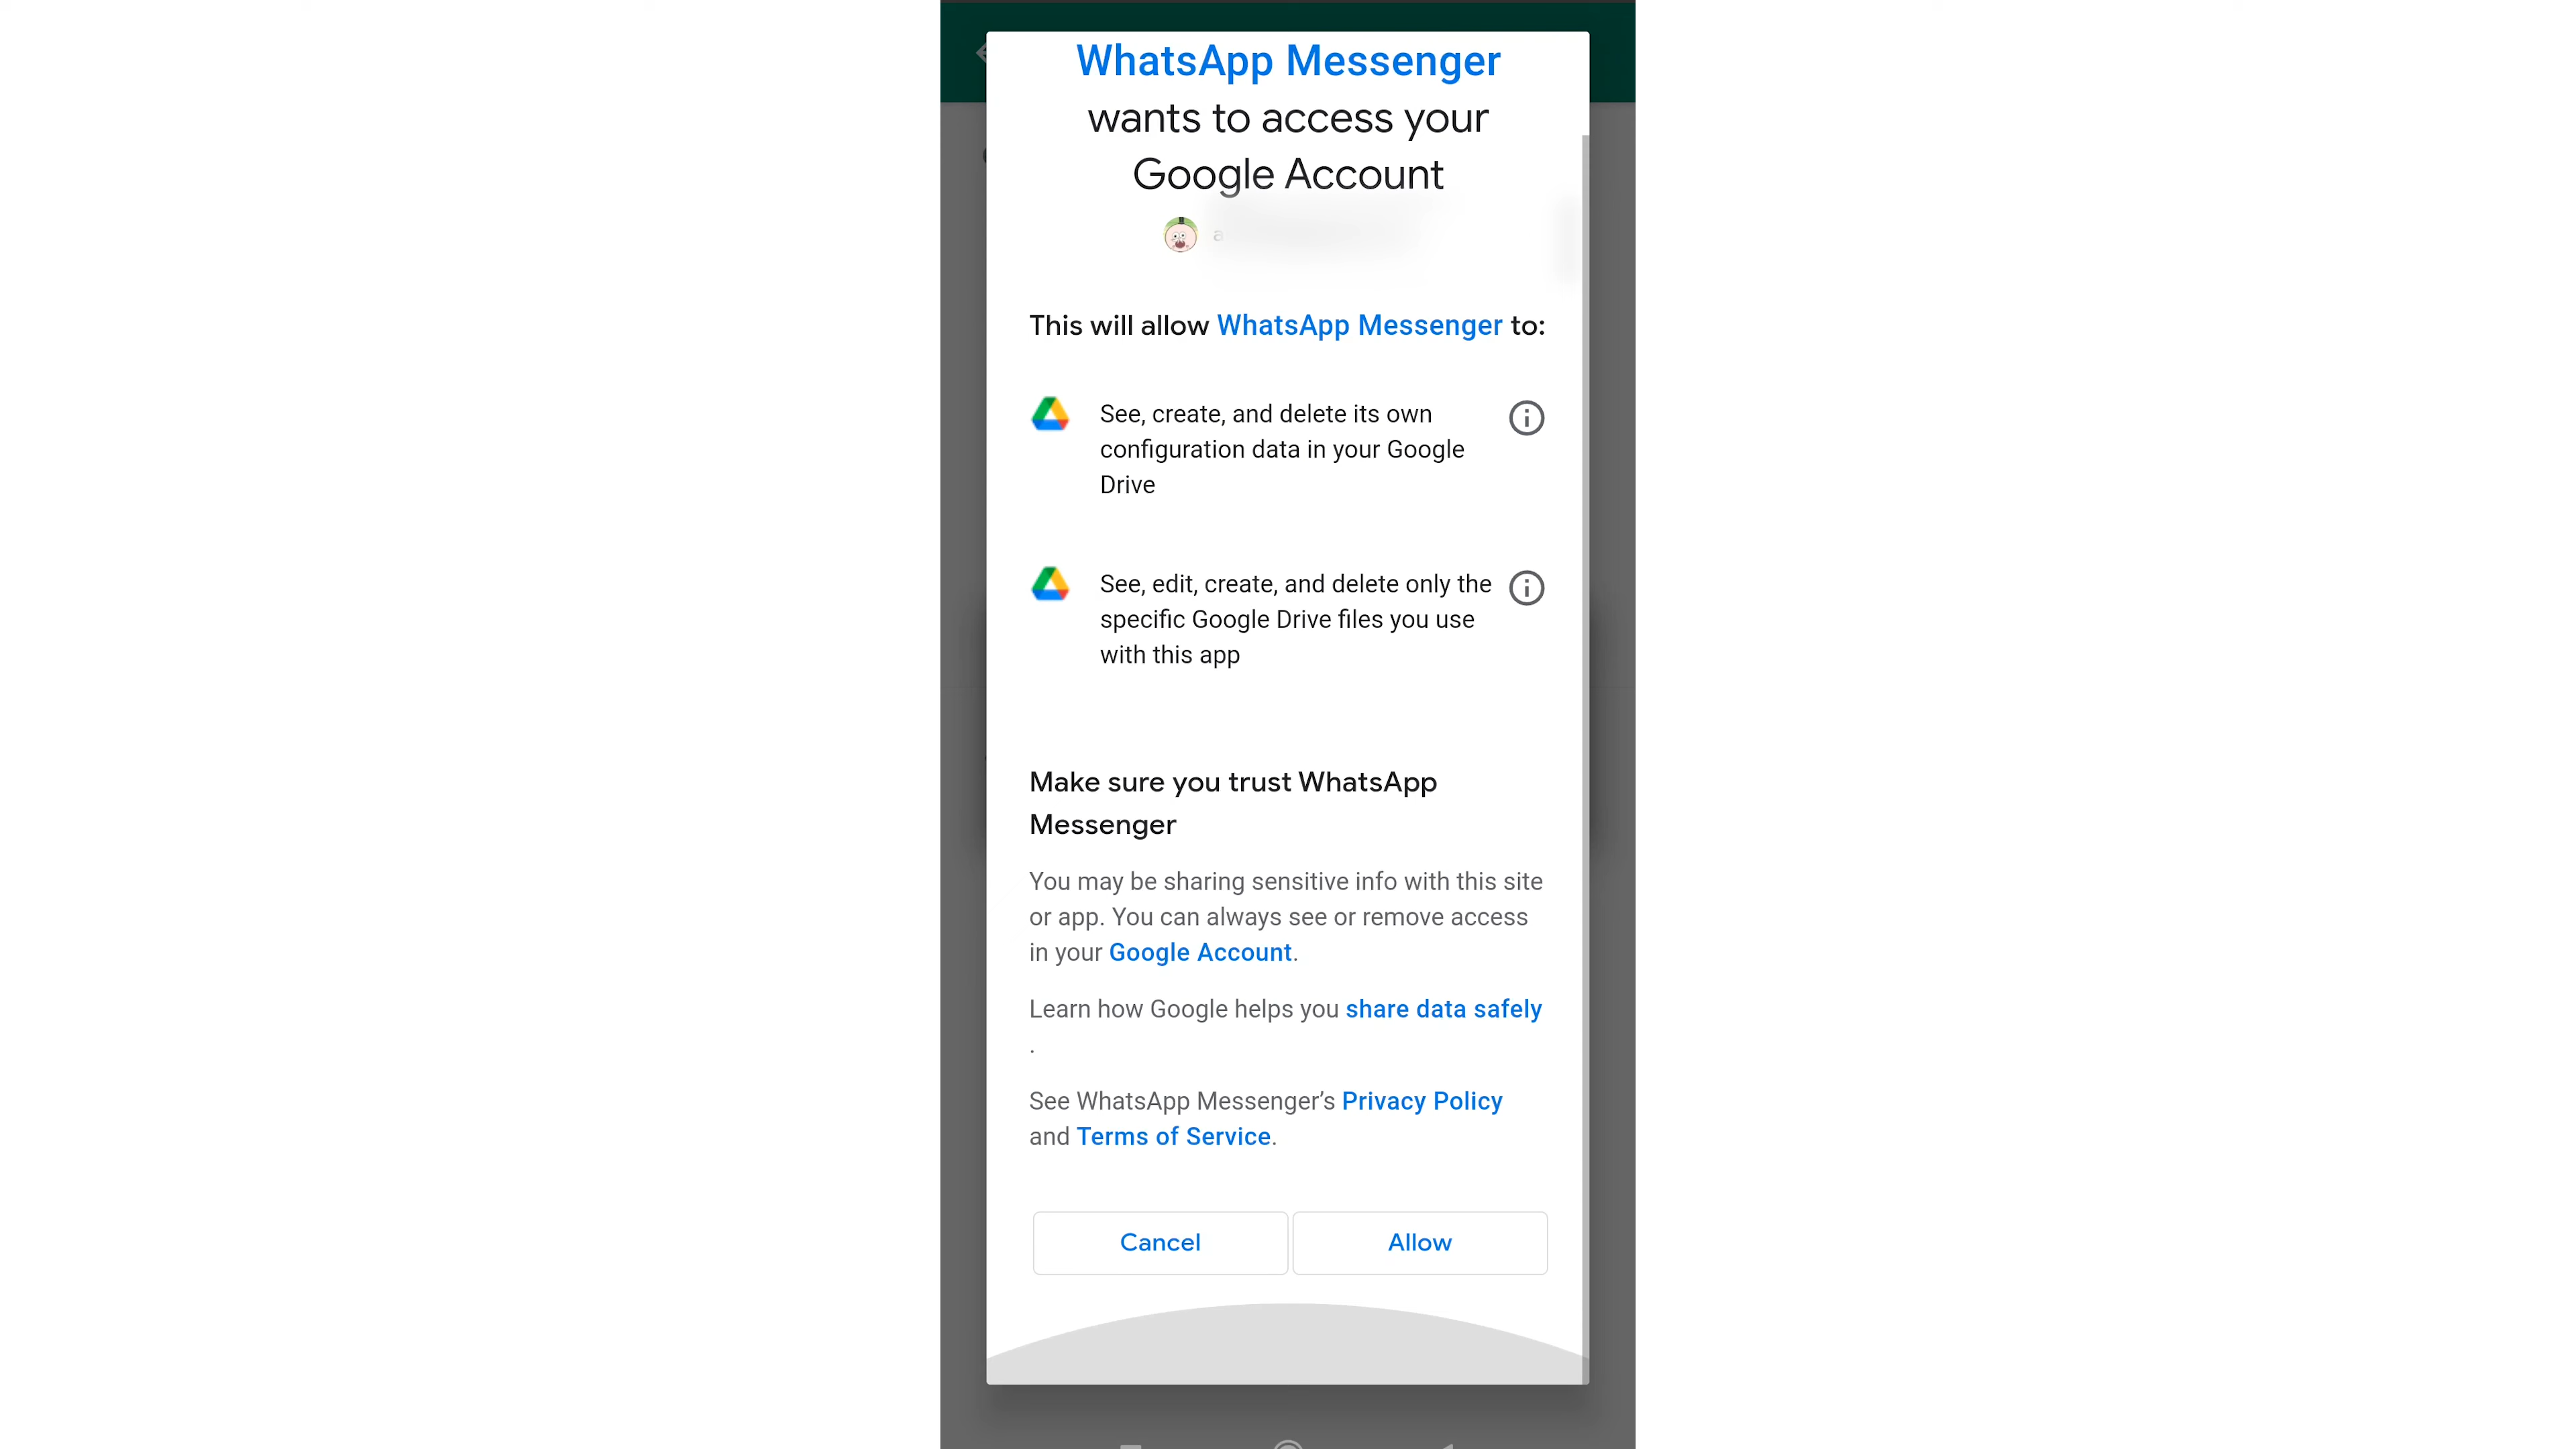 WhatsApp Messenger
wants to access your
Google Account
a
This will allow WhatsApp Messenger to:
See, create, and delete its own
configuration data in your Google
Drive
See, edit, create, and delete only the
specific Google Drive files you use
with this app
Make sure you trust WhatsApp
Messenger
You may be sharing sensitive info with this site
or app. You can always see or remove access
in your Google Account.
Learn how Google helps you share data safely
.
See WhatsApp Messenger’s Privacy Policy
and Terms of Service.
Cancel
Allow